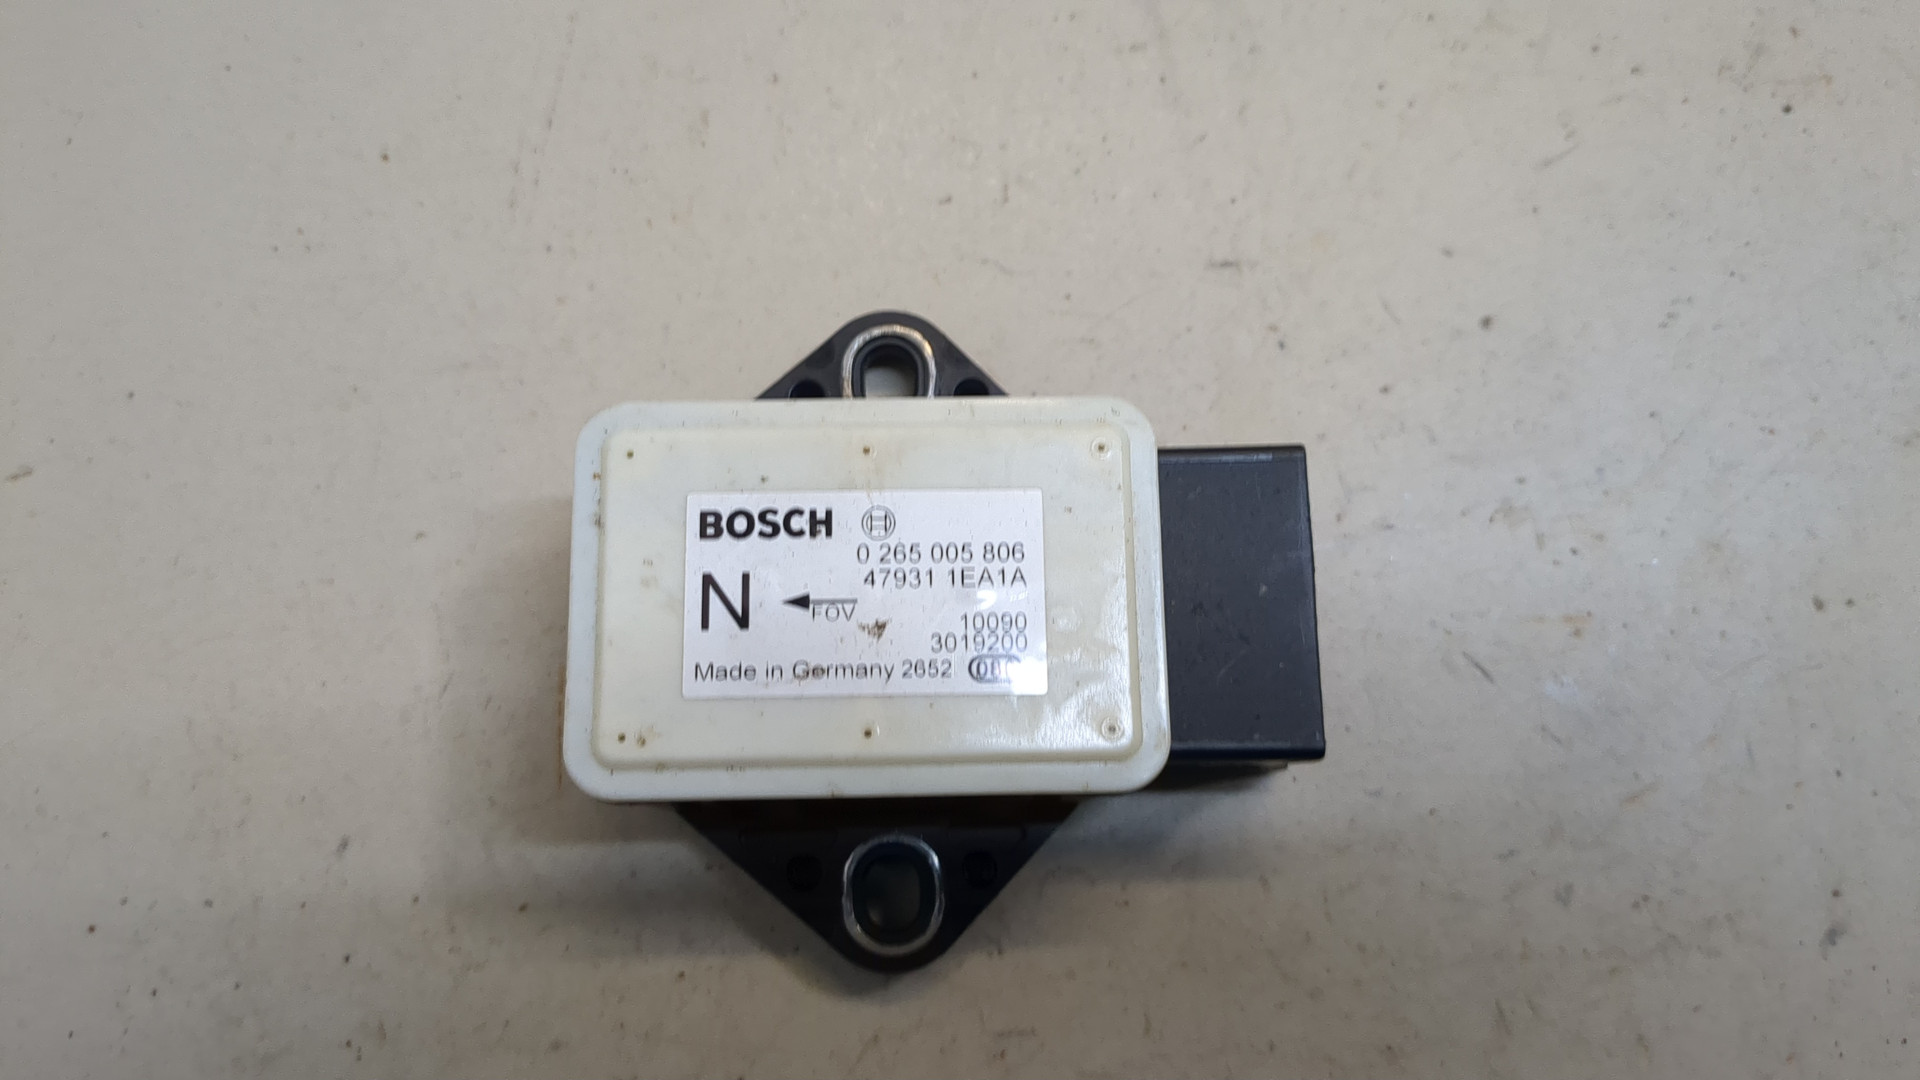 BOSCH
0 265 005 806
47931 1EA1A
N
FOV
10090
3019200
Made in Germany 2652